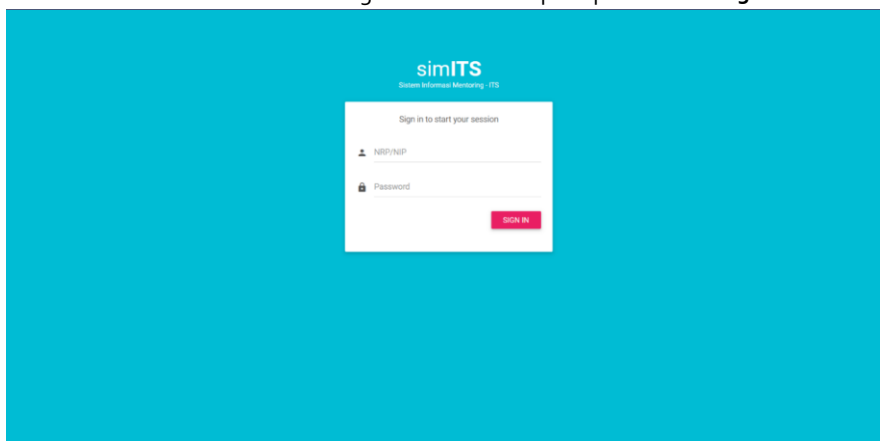 simITS
Sistem Informasi Mentoring - ITS
Sign in to start your session
NRP/NIP
Password
SIGN IN